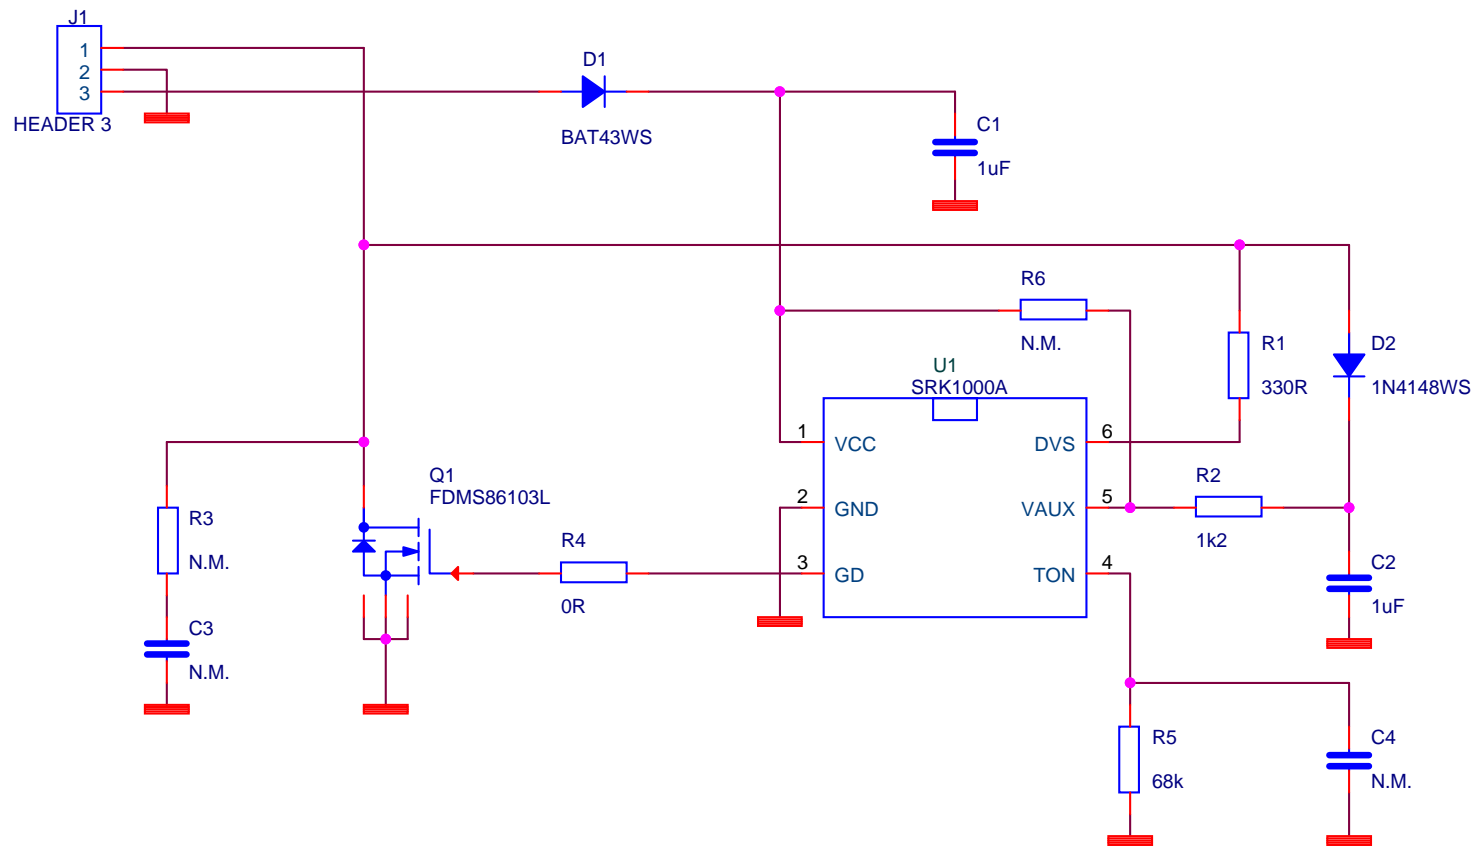 J1
1
2
3
HEADER 3
D1
BAT43WS
C1
1uF
R6
N.M.
R1
330R
D2
1N4148WS
U1
SRK1000A
1
VCC
DVS
6
2
GND
VAUX
5
3
GD
TON
4
R2
1k2
Q1
FDMS86103L
R3
N.M.
R4
0R
C2
1uF
C3
N.M.
R5
68k
C4
N.M.